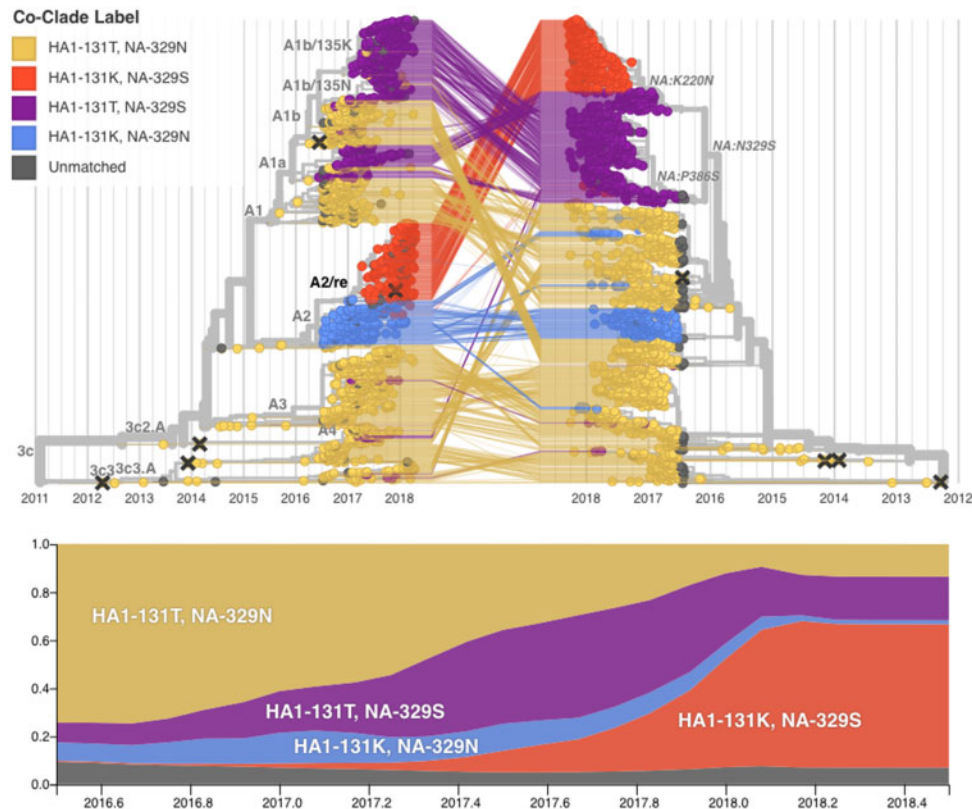 Co-Clade Label
HA1-131T, NA-329N
HA1-131K, NA-329S
HA1-131T, NA-329S
HA1-131K, NA-329N
Unmatched
A1b/135K
A1b/135N
A1b
A1a
A1
A2/re
A2
A3
A4
3c2.A
3c
3c3
3c3.A
NA:K220N
NA:N329S
NA:P386S
2011 2012 2013 2014 2015 2016 2017 2018 2018 2017 2016 2015 2014 2013 2012
1.0
0.8
0.6
0.4
0.2
0.0
HA1-131T, NA-329N
HA1-131T, NA-329S
HA1-131K, NA-329N
HA1-131K, NA-329S
2016.6 2016.8 2017.0 2017.2 2017.4 2017.6 2017.8 2018.0 2018.2 2018.4